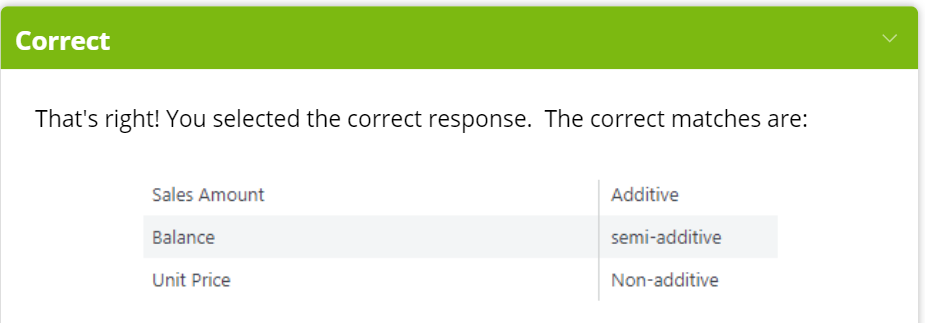 Correct
That's right! You selected the correct response.  The correct matches are:
Sales Amount Additive
Balance semi-additive
Unit Price Non-additive